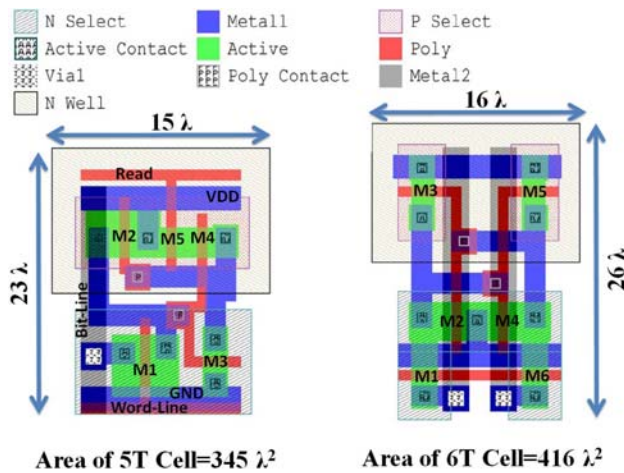 N Select
Metal1
P Select
Active Contact
Active
Poly
Via1
Poly Contact
Metal2
N Well
15 λ
16 λ
Read
VDD
M2
M5
M4
23 λ
Bit-Line
M1
M3
GND
Word-Line
M3
M5
26 λ
M2
M4
M1
M6
Area of 5T Cell=345 λ²
Area of 6T Cell=416 λ²